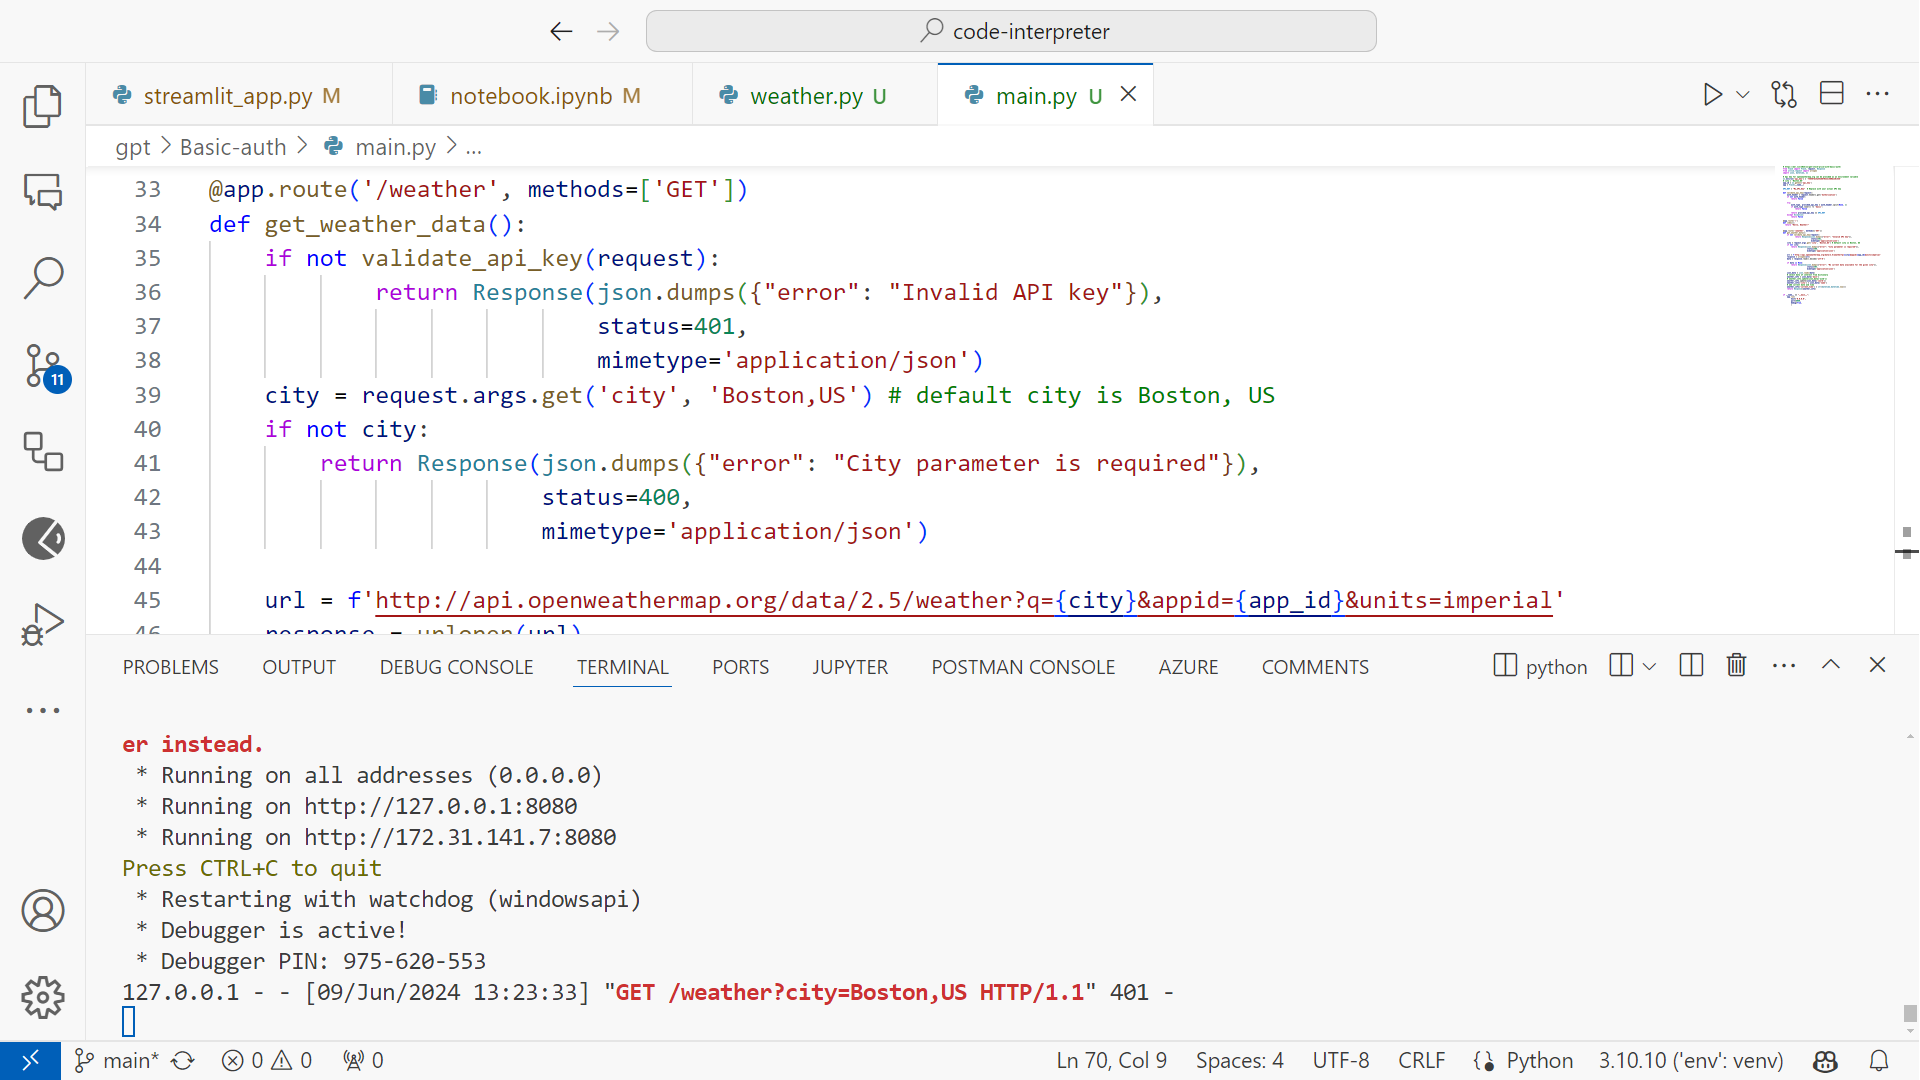 code-interpreter
streamlit_app.py M
notebook.ipynb M
weather.py U
main.py U
gpt > Basic-auth > main.py > ...
33 @app.route('/weather', methods=['GET'])
34 def get_weather_data():
35 if not validate_api_key(request):
36 return Response(json.dumps({"error": "Invalid API key"}),
37 status=401,
38 mimetype='application/json')
39 city = request.args.get('city', 'Boston,US') # default city is Boston, US
40 if not city:
41 return Response(json.dumps({"error": "City parameter is required"}),
42 status=400,
43 mimetype='application/json')
44
45 url = f'http://api.openweathermap.org/data/2.5/weather?q={city}&appid={app_id}&units=imperial'
46 response = urlopen(url)
11
PROBLEMS OUTPUT DEBUG CONSOLE TERMINAL PORTS JUPYTER POSTMAN CONSOLE AZURE COMMENTS python
er instead.
* Running on all addresses (0.0.0.0)
* Running on http://127.0.0.1:8080
* Running on http://172.31.141.7:8080
Press CTRL+C to quit
* Restarting with watchdog (windowsapi)
* Debugger is active!
* Debugger PIN: 975-620-553
127.0.0.1 - - [09/Jun/2024 13:23:33] "GET /weather?city=Boston,US HTTP/1.1" 401 -
main* 0 0 0 Ln 70, Col 9 Spaces: 4 UTF-8 CRLF Python 3.10.10 ('env': venv)